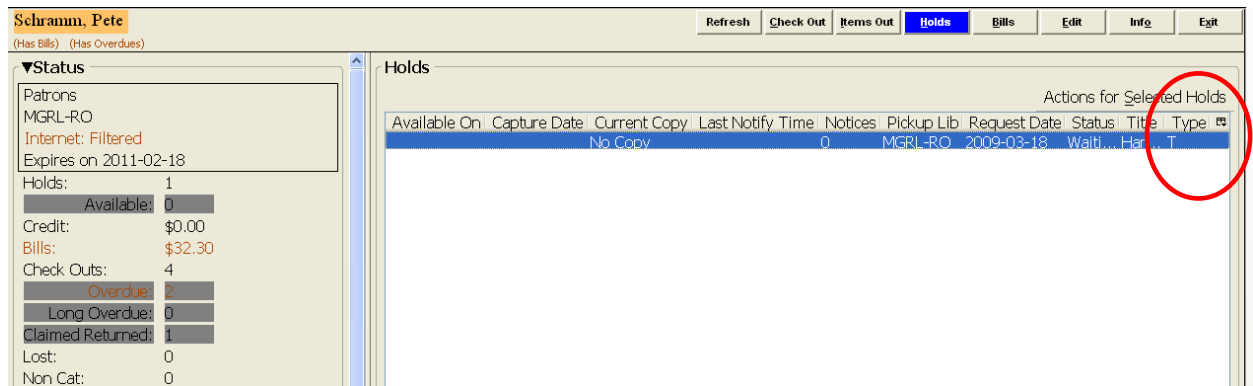 Schramm, Pete
Refresh Check Out Items Out Holds Bills Edit Info Exit
(Has Bills) (Has Overdues)
▼Status
Patrons
MGRL-RO
Internet: Filtered
Expires on 2011-02-18
Holds: 1
Available: 0
Credit: $0.00
Bills: $32.30
Check Outs: 4
Overdue: 2
Long Overdue: 0
Claimed Returned: 1
Lost: 0
Non Cat: 0
Holds
Actions for Selected Holds
Available On Capture Date Current Copy Last Notify Time Notices Pickup Lib Request Date Status Title Type
No Copy 0 MGRL-RO 2009-03-18 Waiti... Har... T